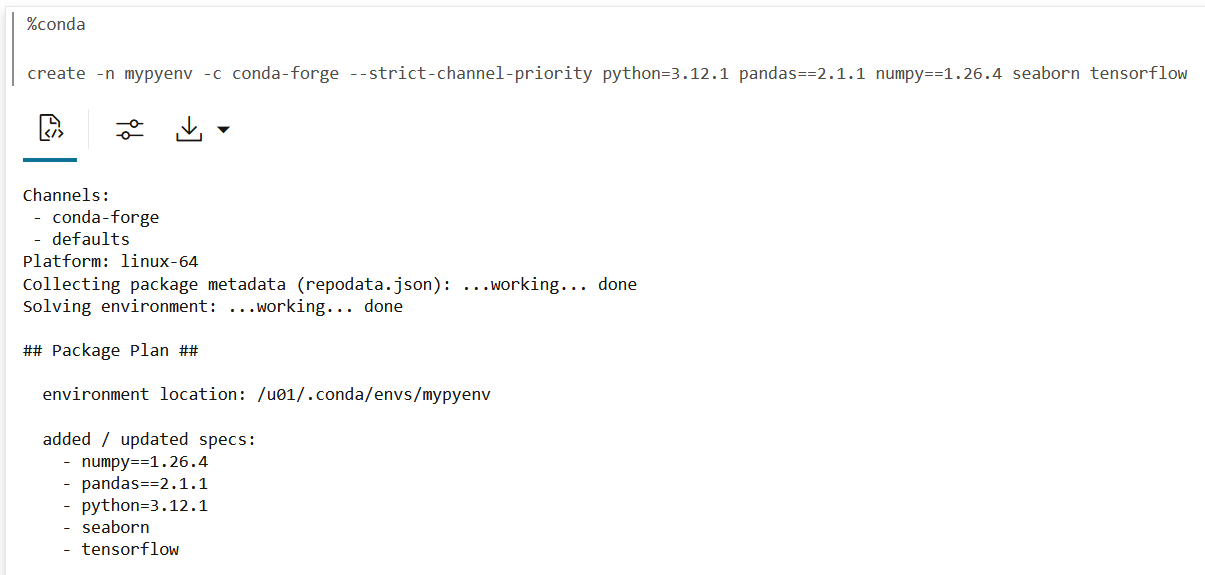 %conda
create -n mypyenv -c conda-forge --strict-channel-priority python=3.12.1 pandas==2.1.1 numpy==1.26.4 seaborn tensorflow
Channels:
 - conda-forge
 - defaults
Platform: linux-64
Collecting package metadata (repodata.json): ...working... done
Solving environment: ...working... done
## Package Plan ##
  environment location: /u01/.conda/envs/mypyenv
  added / updated specs:
    - numpy==1.26.4
    - pandas==2.1.1
    - python=3.12.1
    - seaborn
    - tensorflow